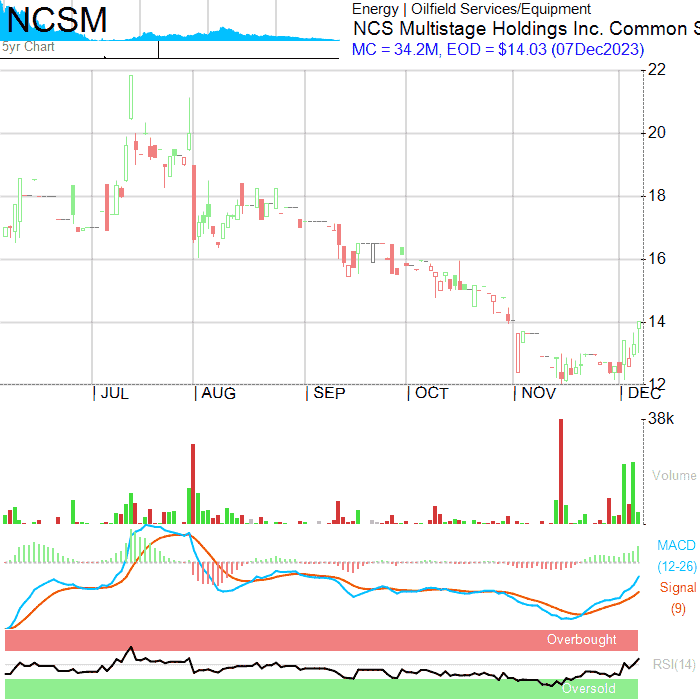 NCSM
5yr Chart
Energy | Oilfield Services/Equipment
NCS Multistage Holdings Inc. Common S
MC = 34.2M, EOD = $14.03 (07Dec2023)
22
20
18
16
14
12
JUL
AUG
SEP
OCT
NOV
DEC
38k
Volume
MACD
(12-26)
Signal
(9)
Overbought
RSI(14)
Oversold